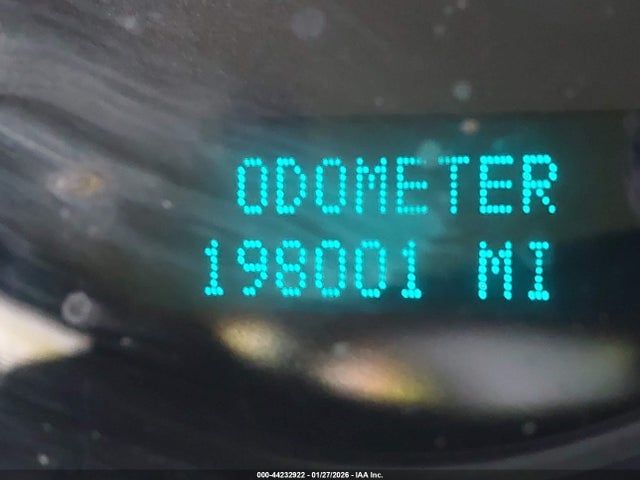 ODOMETER
198001 MI
000-44232922 - 01/27/2026 - IAA Inc.